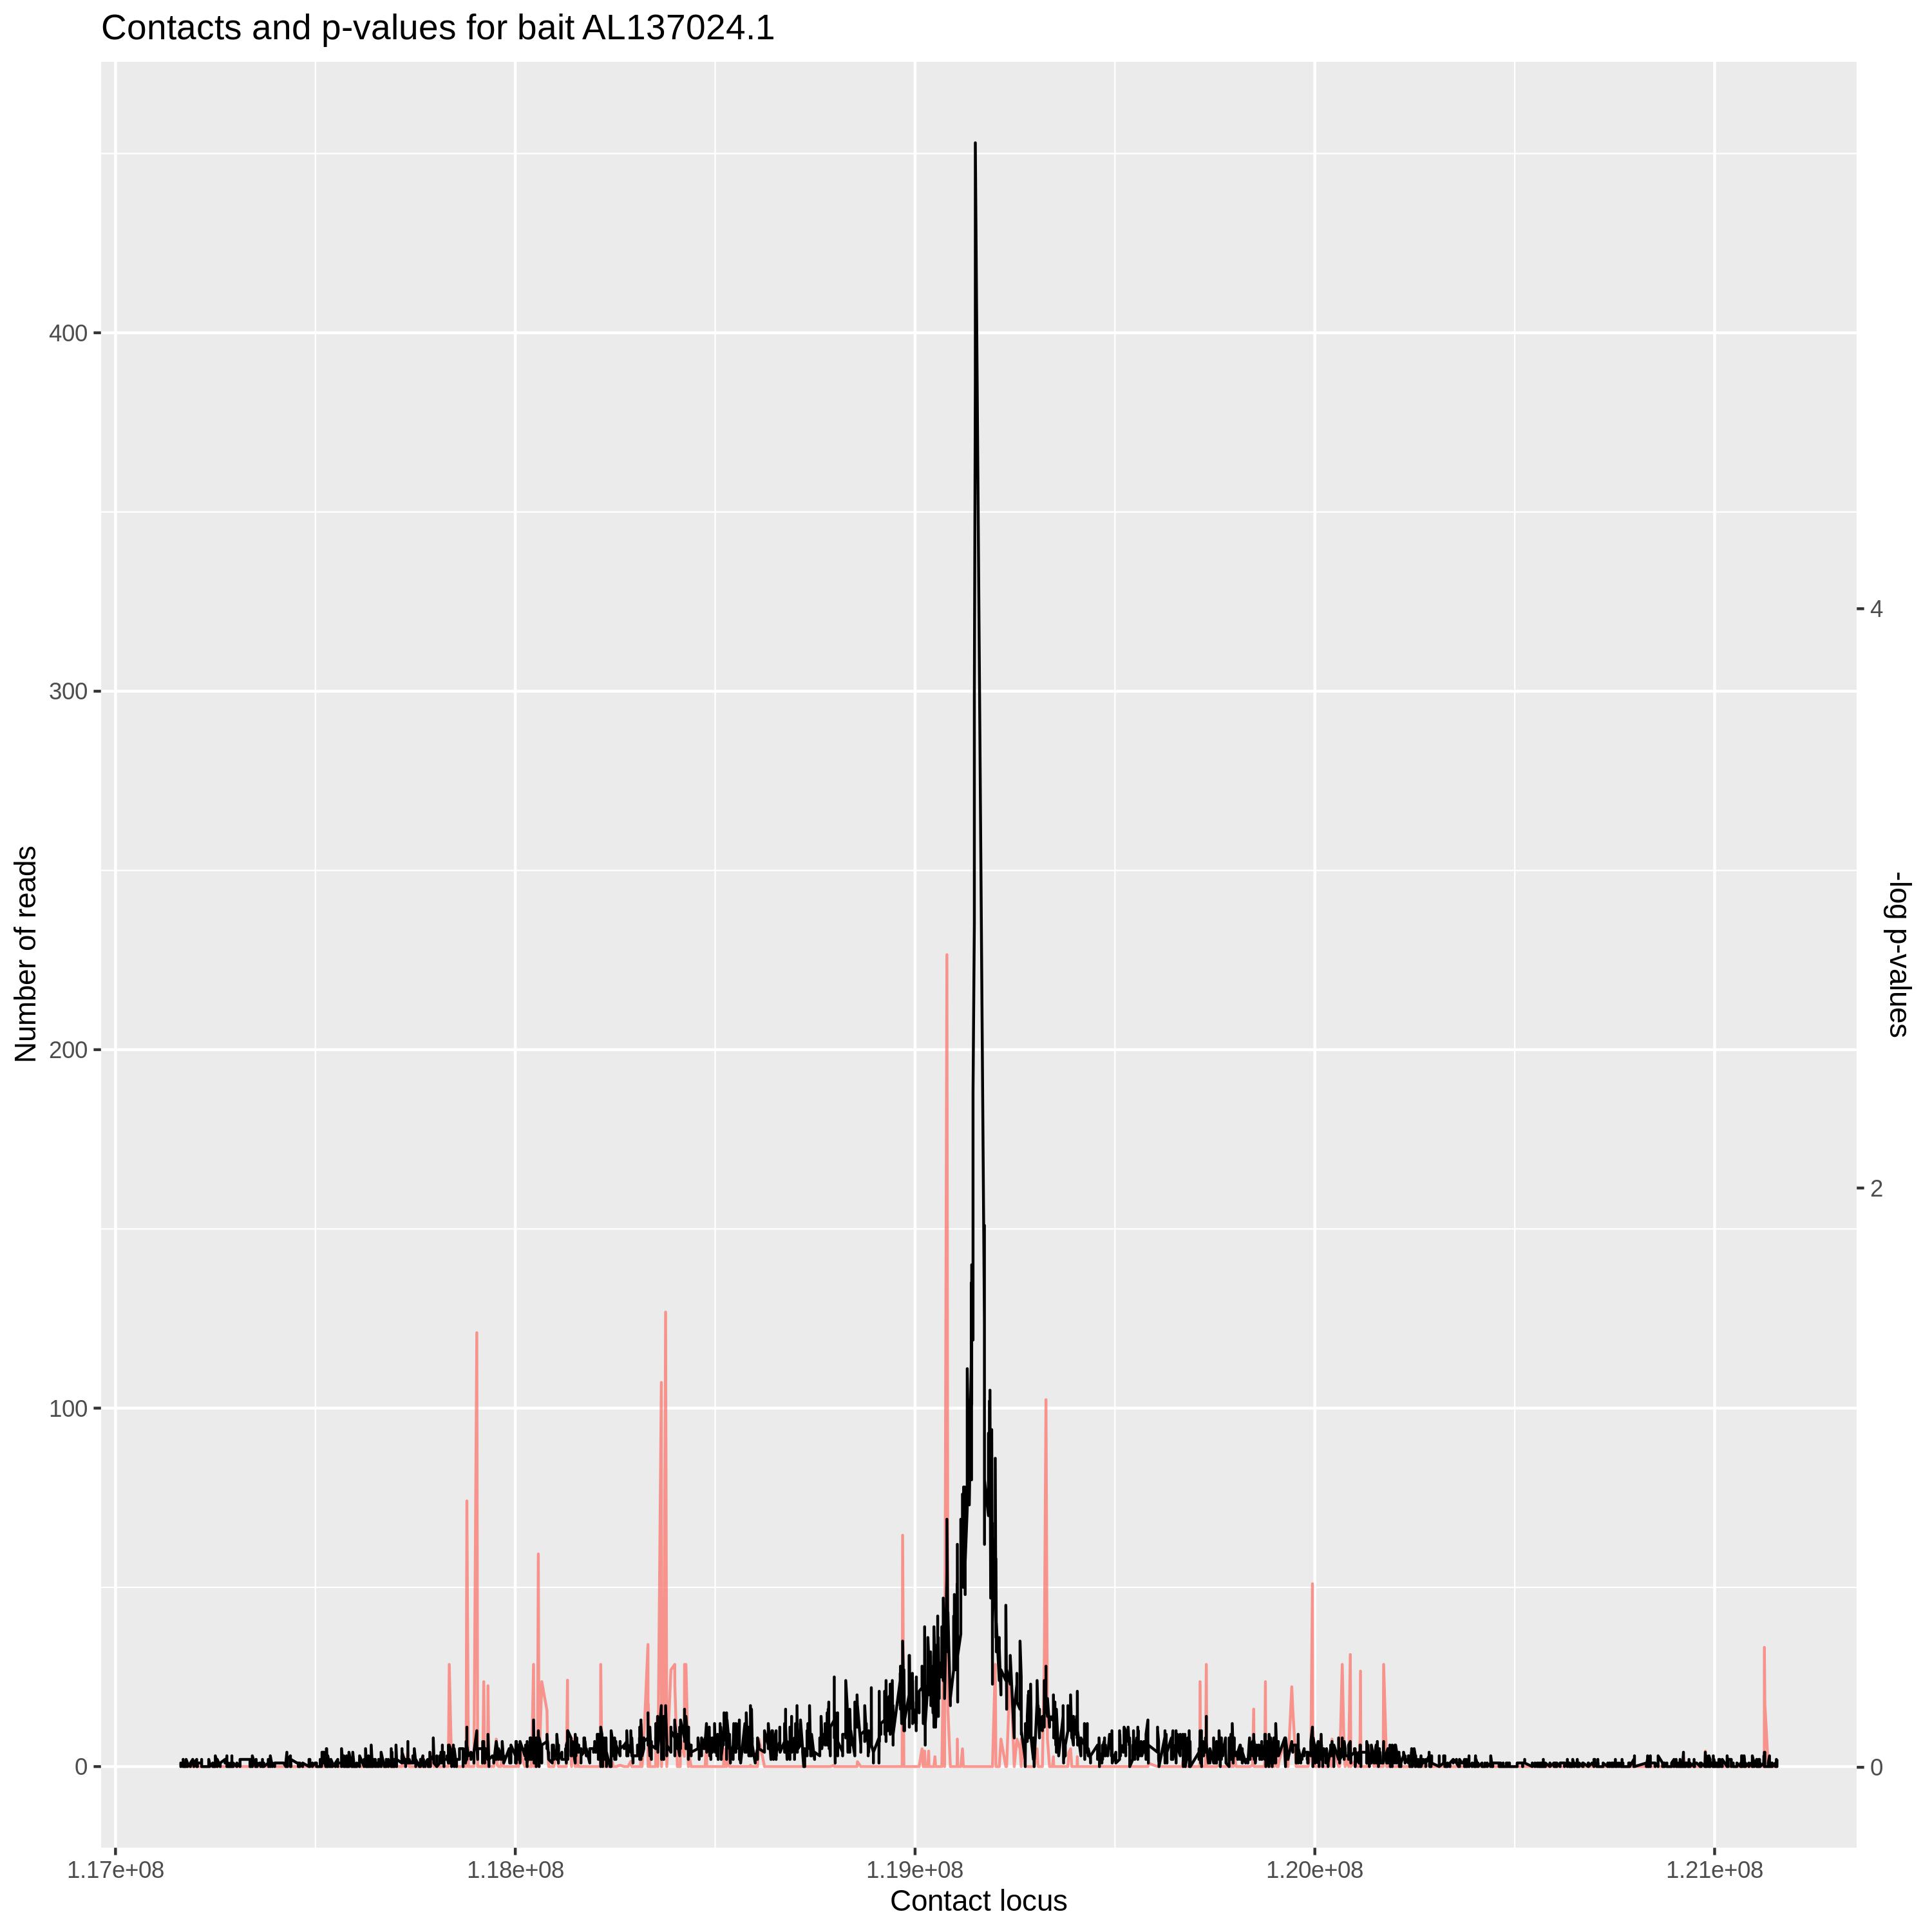 Contacts and p-values for bait AL137024.1
400
300
200
100
0
Number of reads
4
2
0
-log p-values
1.17e+08 1.18e+08 1.19e+08 1.20e+08 1.21e+08
Contact locus